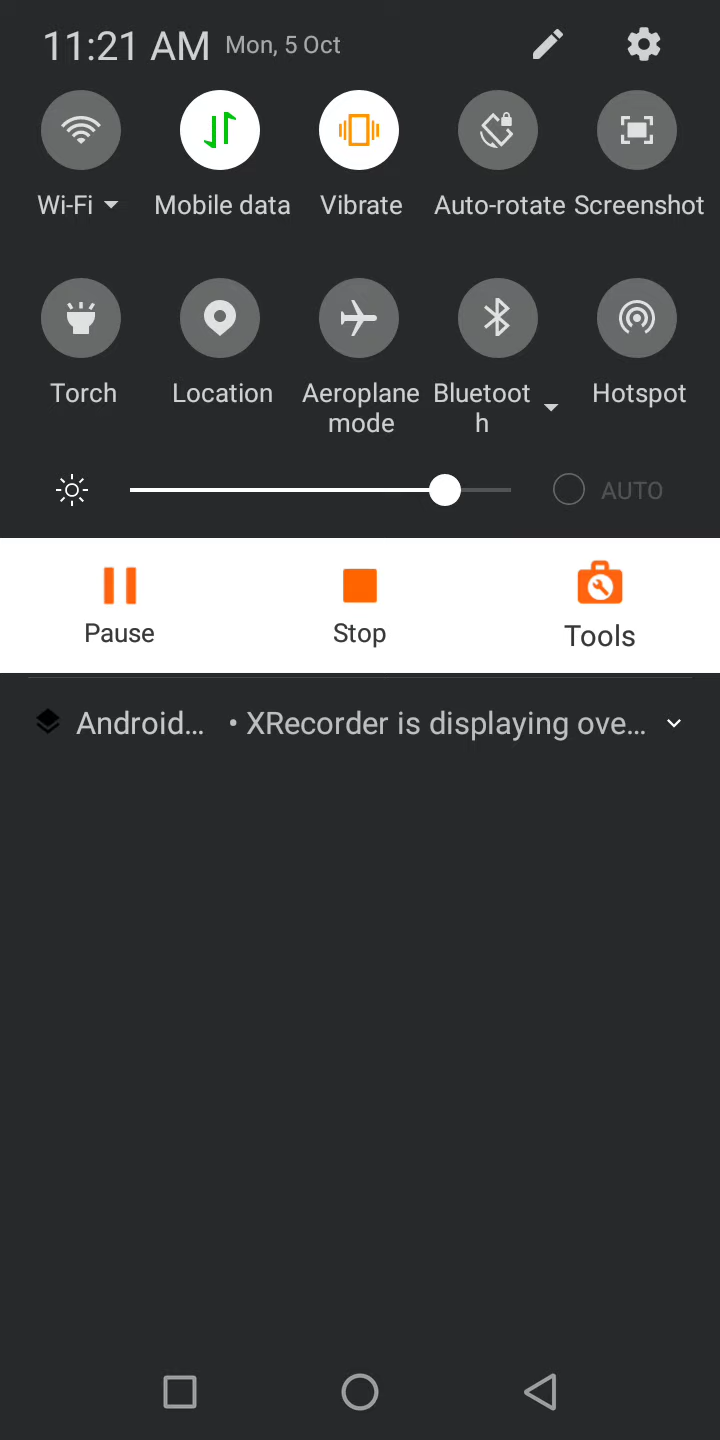 11:21 AM Mon, 5 Oct
Wi-Fi Mobile data Vibrate Auto-rotate Screenshot
Torch Location Aeroplane mode Bluetooth Hotspot
AUTO
Pause Stop Tools
Android... • XRecorder is displaying ove...